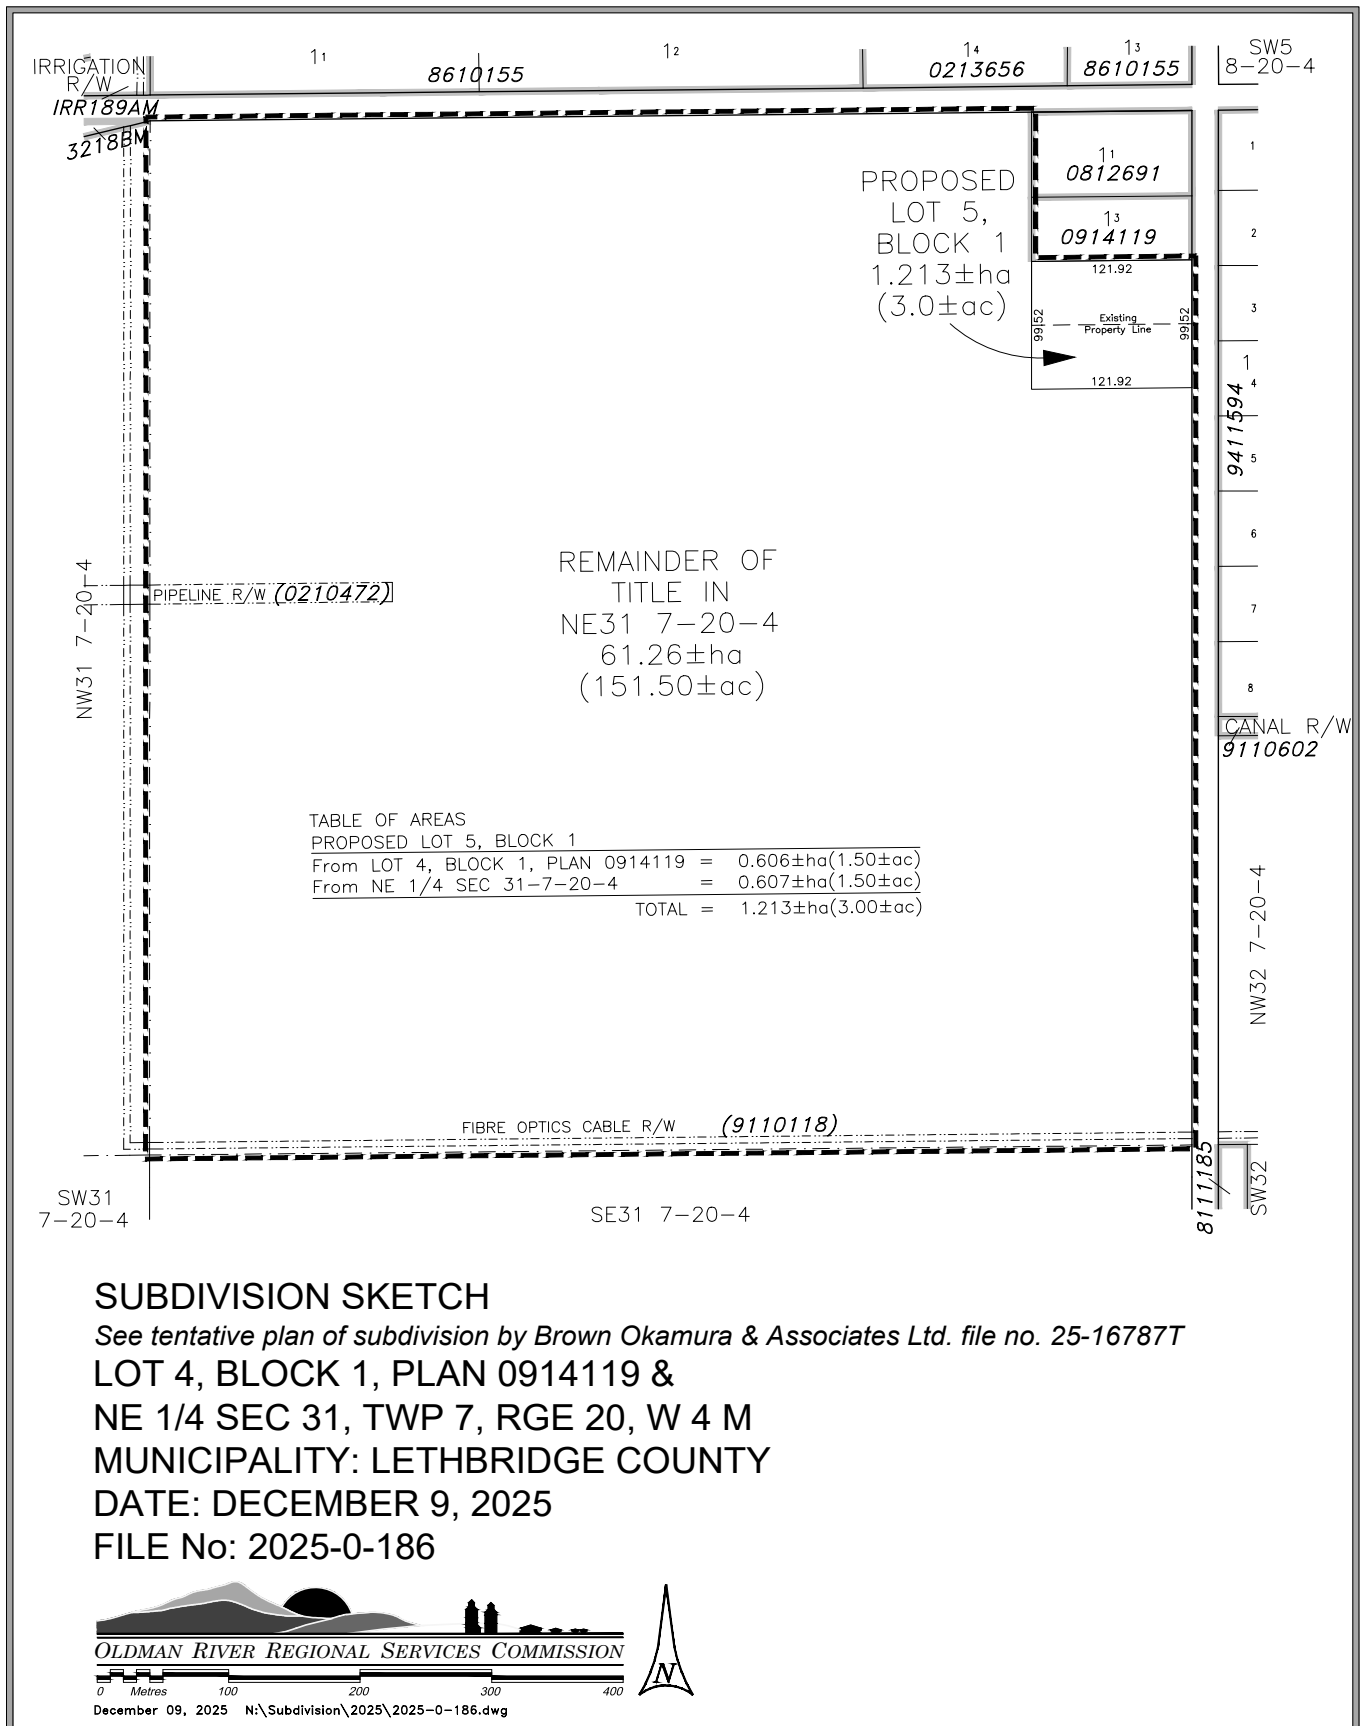 IRRIGATION
R/W
IRR189AM
3218BM
1 1
8610155
1 2
1 4
0213656
1 3
8610155
SW5
8-20-4
1 1
0812691
1 3
0914119
PROPOSED
LOT 5,
BLOCK 1
1.213±ha
(3.0±ac)
121.92
99.52
Existing
Property Line
99.52
121.92
1
2
3
1
4
9411594
5
6
7
8
CANAL R/W
9110602
NW31 7-20-4
PIPELINE R/W (0210472)
REMAINDER OF
TITLE IN
NE31 7-20-4
61.26±ha
(151.50±ac)
TABLE OF AREAS
PROPOSED LOT 5, BLOCK 1
From LOT 4, BLOCK 1, PLAN 0914119 = 0.606±ha(1.50±ac)
From NE 1/4 SEC 31-7-20-4 = 0.607±ha(1.50±ac)
TOTAL = 1.213±ha(3.00±ac)
NW32 7-20-4
FIBRE OPTICS CABLE R/W (9110118)
8111185
SW32
SW31
7-20-4
SE31 7-20-4
SUBDIVISION SKETCH
See tentative plan of subdivision by Brown Okamura & Associates Ltd. file no. 25-16787T
LOT 4, BLOCK 1, PLAN 0914119 &
NE 1/4 SEC 31, TWP 7, RGE 20, W 4 M
MUNICIPALITY: LETHBRIDGE COUNTY
DATE: DECEMBER 9, 2025
FILE No: 2025-0-186
OLDMAN RIVER REGIONAL SERVICES COMMISSION
0 Metres 100 200 300 400
N
December 09, 2025 N:\Subdivision\2025\2025-0-186.dwg